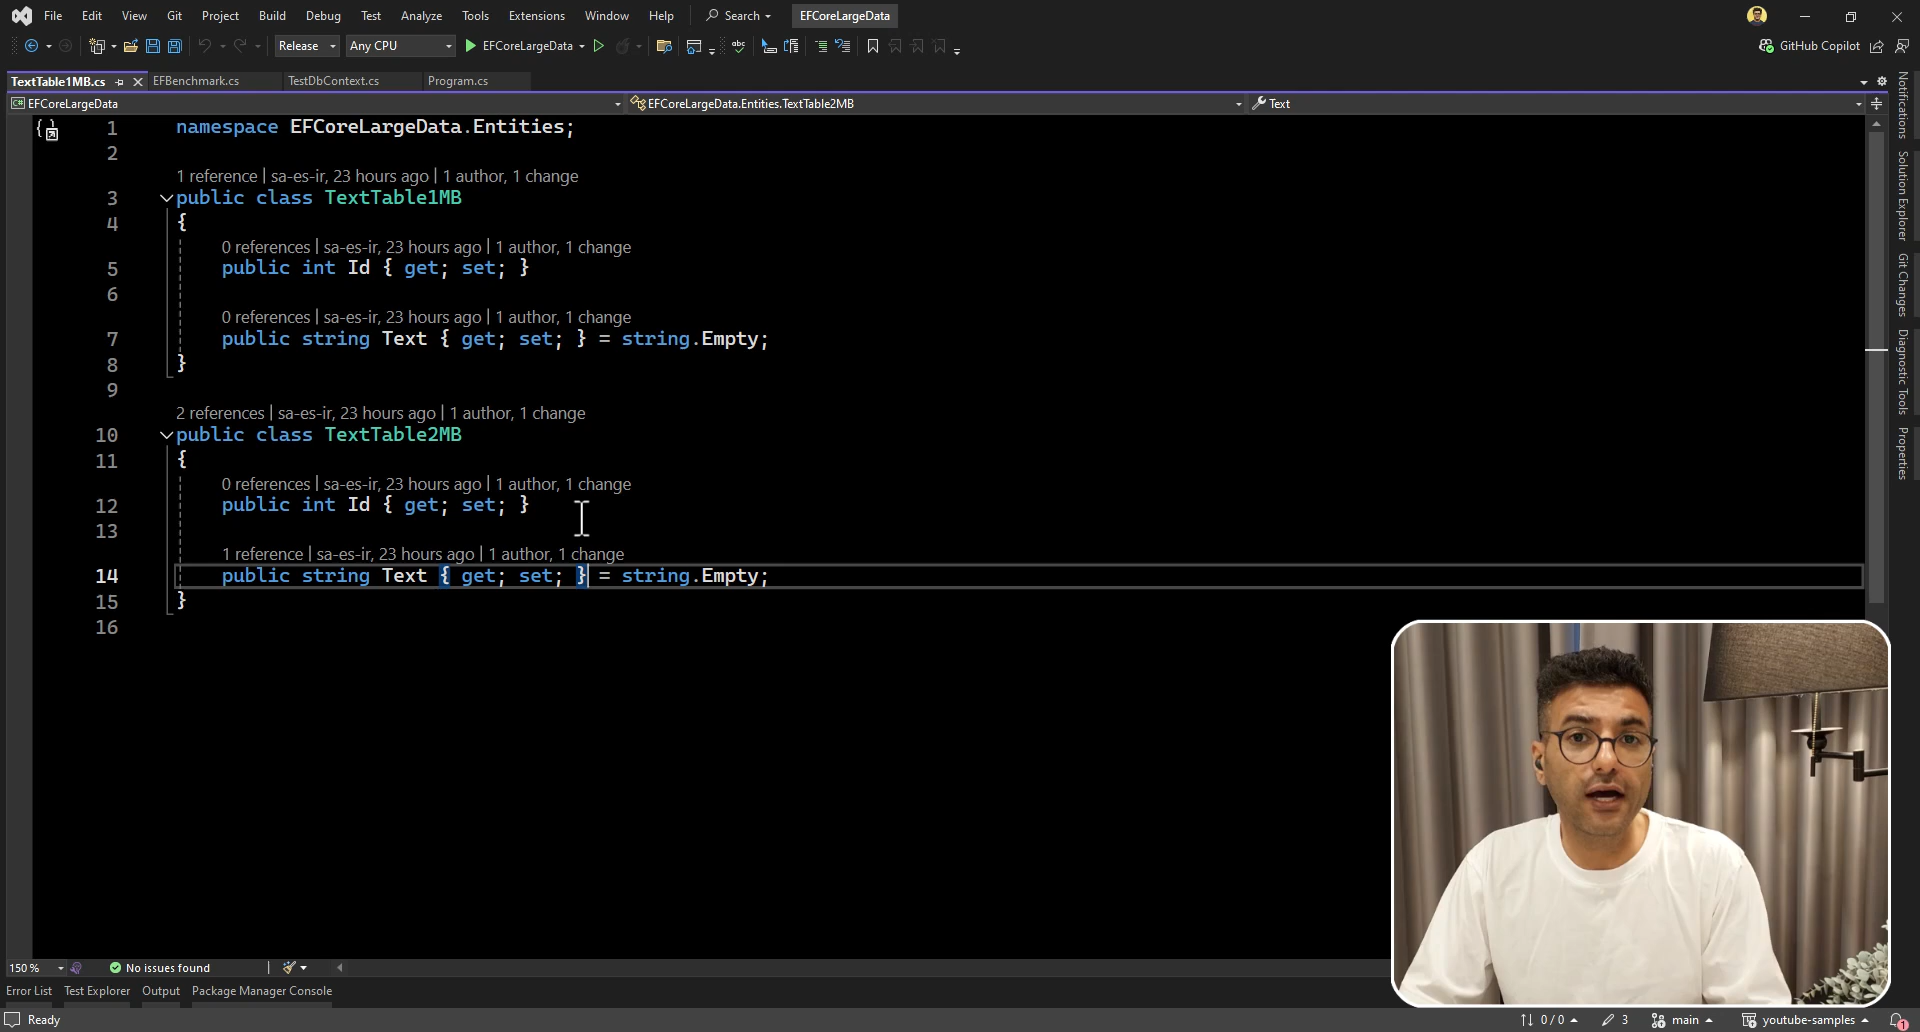 File Edit View Git Project Build Debug Test Analyze Tools Extensions Window Help Search EFCoreLargeData
Release Any CPU EFCoreLargeData GitHub Copilot
TextTable1MB.cs EFBenchmark.cs TestDbContext.cs Program.cs
EFCoreLargeData EFCoreLargeData.Entities.TextTable2MB Text
1 namespace EFCoreLargeData.Entities;
2
1 reference | sa-es-ir, 23 hours ago | 1 author, 1 change
3 public class TextTable1MB
4 {
0 references | sa-es-ir, 23 hours ago | 1 author, 1 change
5 public int Id { get; set; }
6
0 references | sa-es-ir, 23 hours ago | 1 author, 1 change
7 public string Text { get; set; } = string.Empty;
8 }
9
2 references | sa-es-ir, 23 hours ago | 1 author, 1 change
10 public class TextTable2MB
11 {
0 references | sa-es-ir, 23 hours ago | 1 author, 1 change
12 public int Id { get; set; }
13
1 reference | sa-es-ir, 23 hours ago | 1 author, 1 change
14 public string Text { get; set; } = string.Empty;
15 }
16
Notifications
Solution Explorer
Git Changes
Diagnostic Tools
Properties
150 % No issues found
Error List Test Explorer Output Package Manager Console
Ready 0 / 0 3 main youtube-samples 1